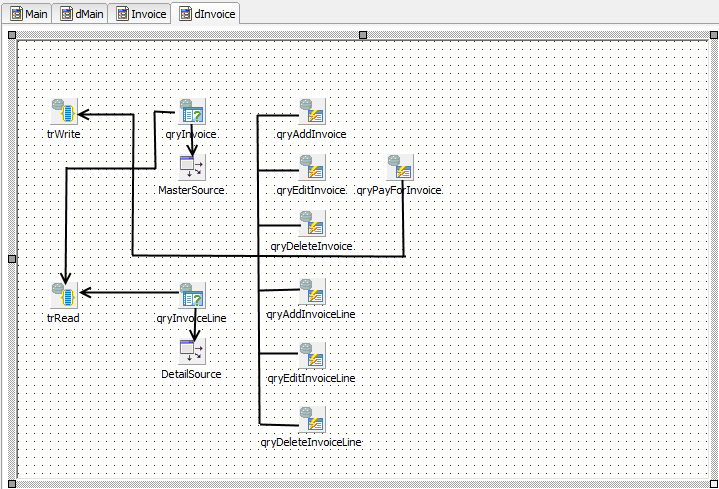 Main
dMain
Invoice
dInvoice
trWrite
qryInvoice
qryAddInvoice
MasterSource
qryEditInvoice
qryPayForInvoice
qryDeleteInvoice
trRead
qryInvoiceLine
qryAddInvoiceLine
DetailSource
qryEditInvoiceLine
qryDeleteInvoiceLine